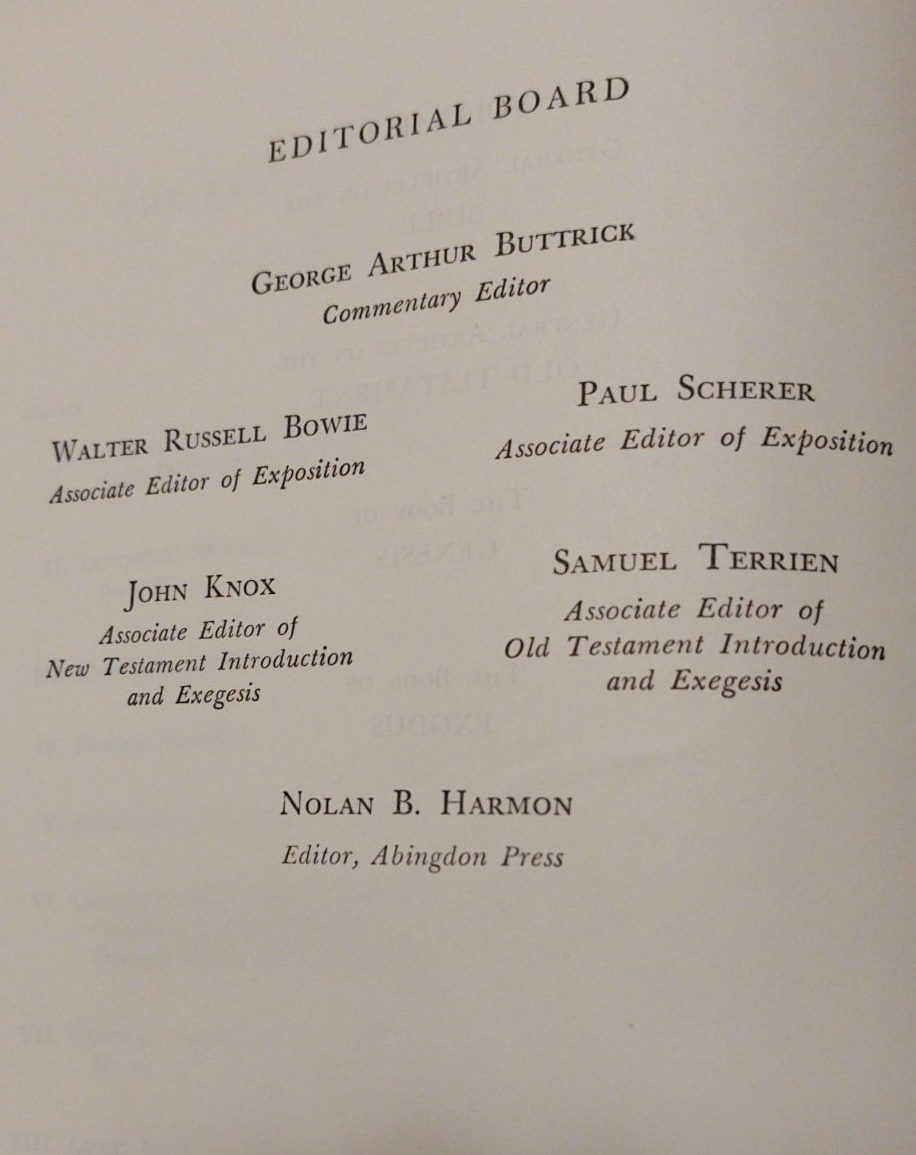 EDITORIAL BOARD
GEORGE ARTHUR BUTTRICK
Commentary Editor
WALTER RUSSELL BOWIE
Associate Editor of Exposition
PAUL SCHERER
Associate Editor of Exposition
JOHN KNOX
Associate Editor of
New Testament Introduction
and Exegesis
SAMUEL TERRIEN
Associate Editor of
Old Testament Introduction
and Exegesis
NOLAN B. HARMON
Editor, Abingdon Press